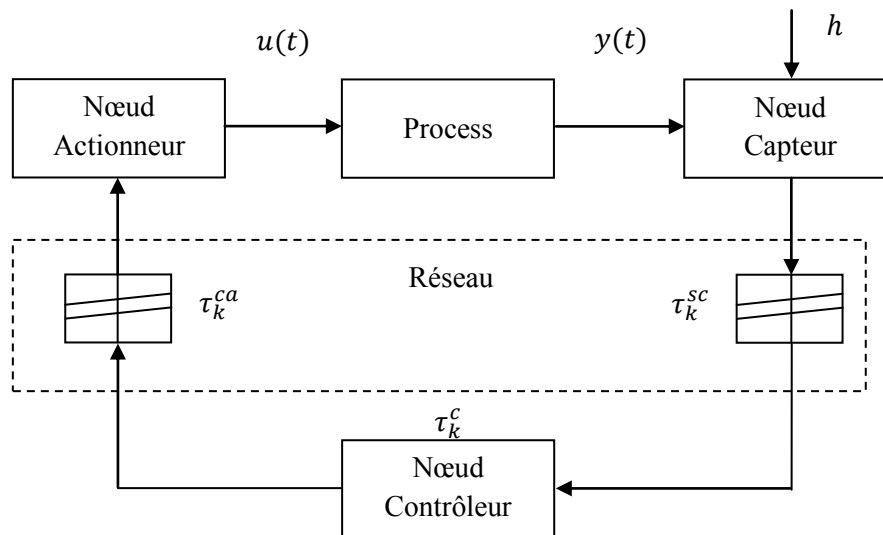 u(t)
y(t)
h
Nœud
Actionneur
Process
Nœud
Capteur
Réseau
τ_k^{ca}
τ_k^{sc}
τ_k^c
Nœud
Contrôleur